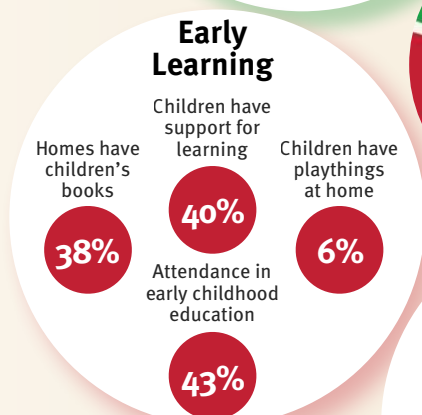 Early
Learning
Children have
support for
learning
40%
Homes have
children's
books
38%
Children have
playthings
at home
6%
Attendance in
early childhood
education
43%